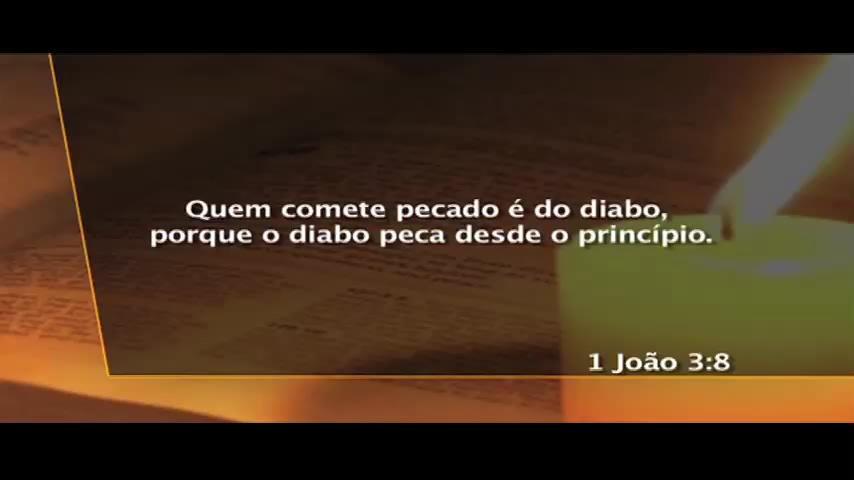 Quem comete pecado é do diabo,
porque o diabo peca desde o princípio.
1 João 3:8